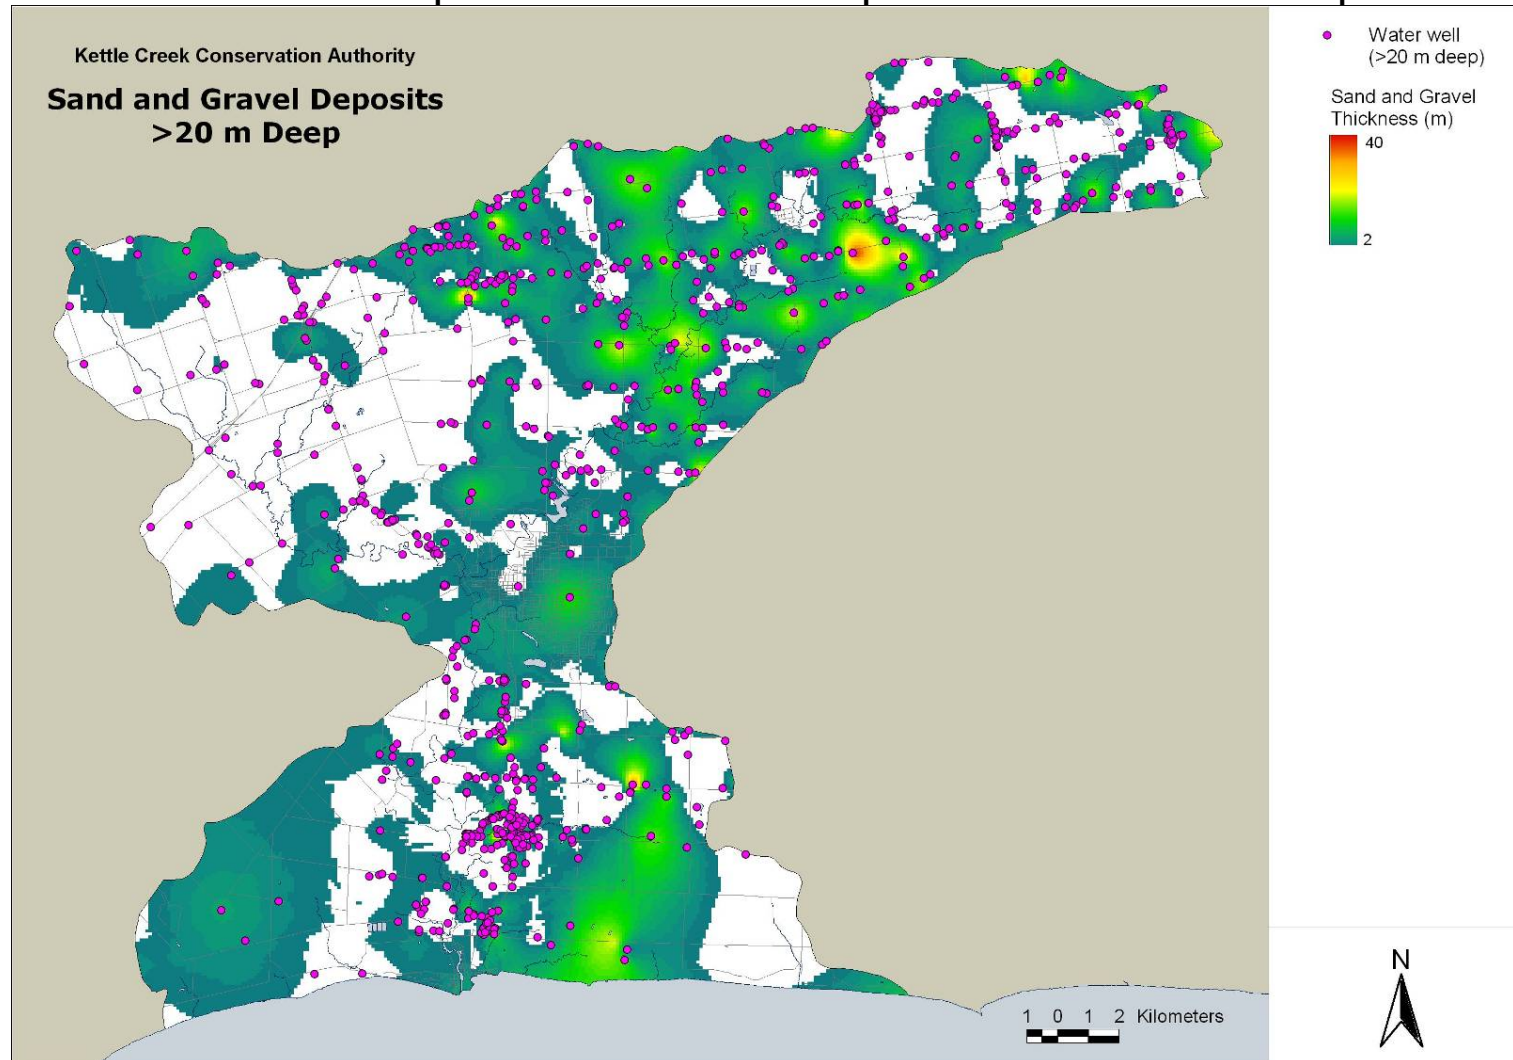 Kettle Creek Conservation Authority
Sand and Gravel Deposits
>20 m Deep
Water well
(>20 m deep)
Sand and Gravel
Thickness (m)
40
2
N
1 0 1 2 Kilometers